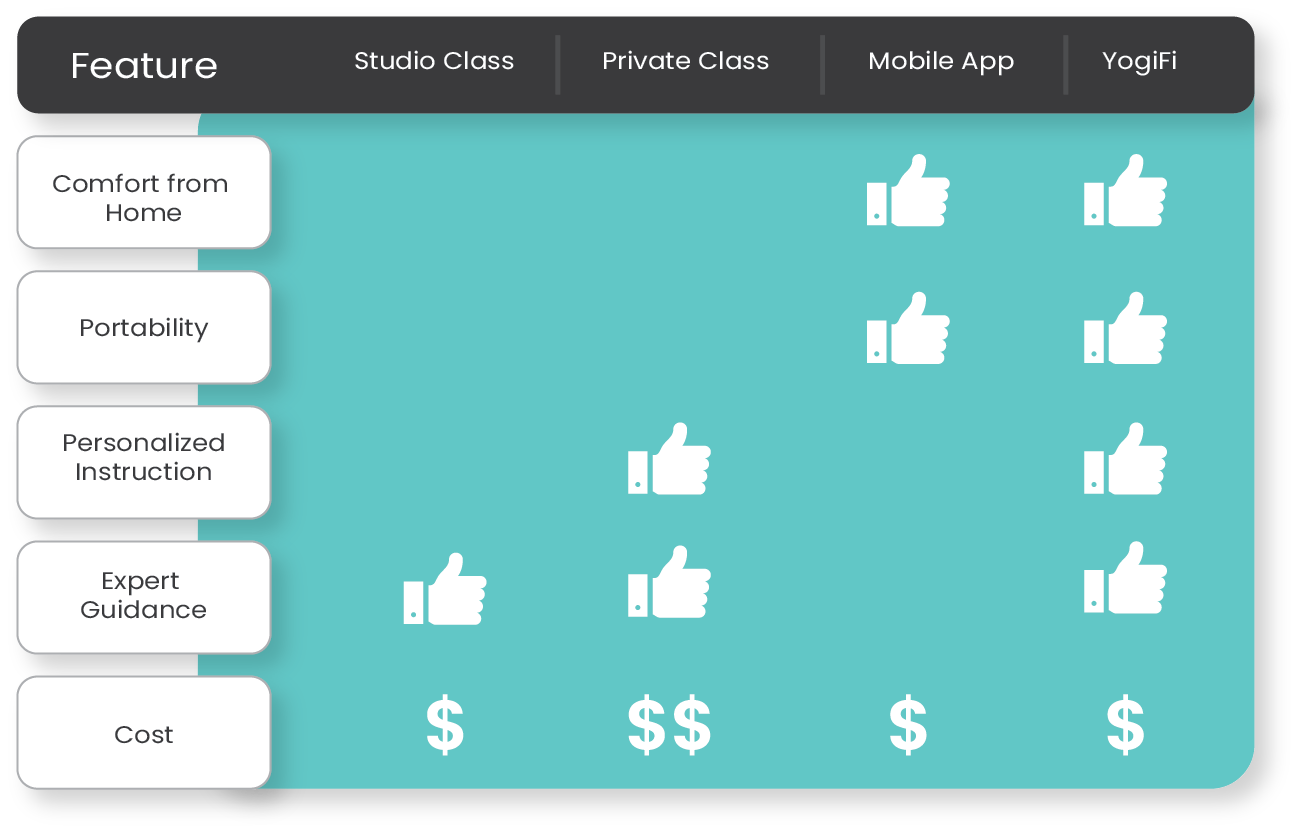 Feature
Studio Class
Private Class
Mobile App
YogiFi
Comfort from
Home
Portability
Personalized
Instruction
Expert
Guidance
Cost
$
$$
$
$